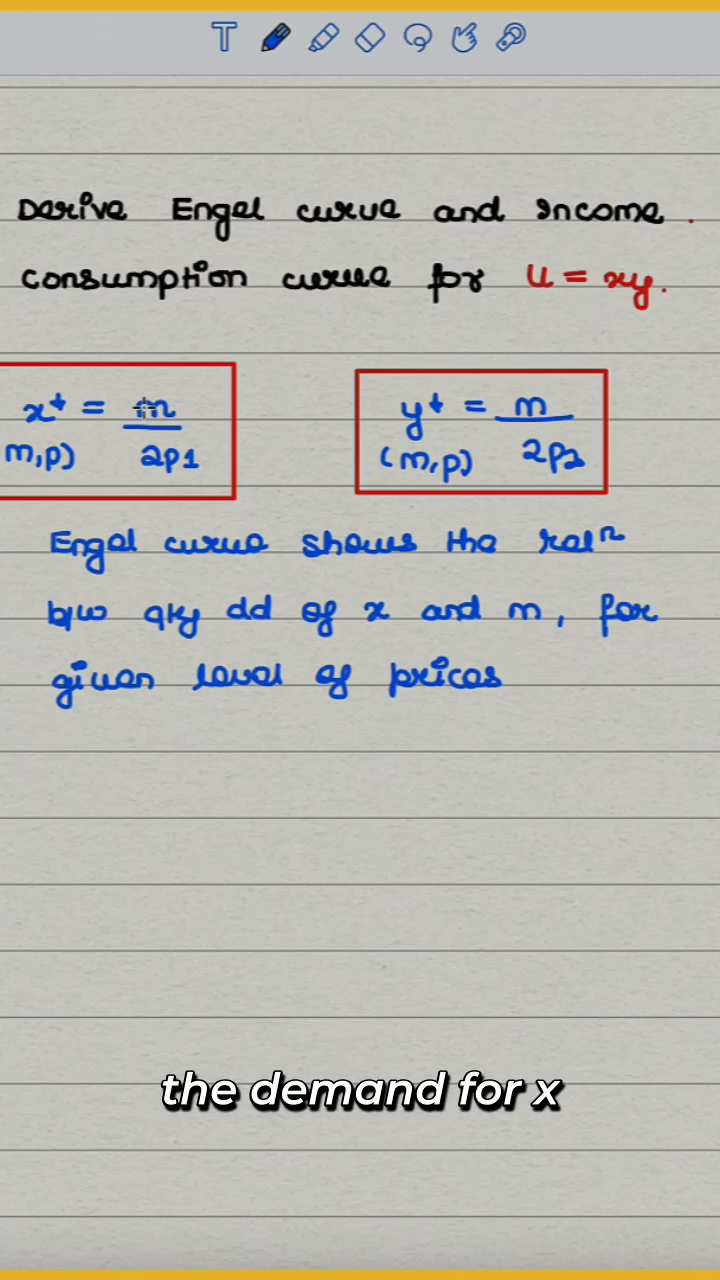 T
Derive Engel curve and Income
consumption curve for U = xy.
x* = m/2p1
m,p)
y* = m/2p2
(m,p)
Engel curve shows the relⁿ
b/w qty dd of x and m, for
given level of prices
the demand for x